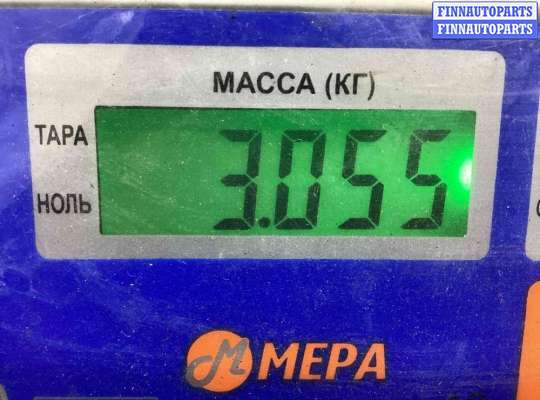 FINNAUTOPARTS
FINNAUTOPARTS
МАССА (КГ)
ТАРА
3.055
НОЛЬ
МЕРА